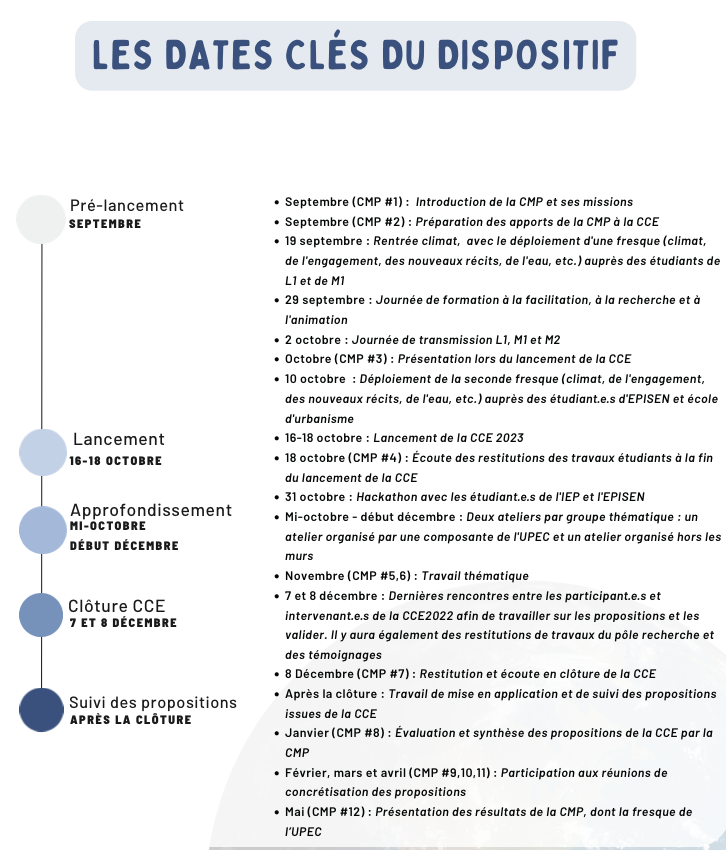 LES DATES CLÉS DU DISPOSITIF
Pré-lancement
SEPTEMBRE
Lancement
16-18 OCTOBRE
Approfondissement
MI-OCTOBRE
DÉBUT DÉCEMBRE
Clôture CCE
7 ET 8 DÉCEMBRE
Suivi des propositions
APRÈS LA CLÔTURE
• Septembre (CMP #1) : Introduction de la CMP et ses missions
• Septembre (CMP #2) : Préparation des apports de la CMP à la CCE
• 19 septembre : Rentrée climat, avec le déploiement d'une fresque (climat,
de l'engagement, des nouveaux récits, de l'eau, etc.) auprès des étudiants de
L1 et de M1
• 29 septembre : Journée de formation à la facilitation, à la recherche et à
l'animation
• 2 octobre : Journée de transmission L1, M1 et M2
• Octobre (CMP #3) : Présentation lors du lancement de la CCE
• 10 octobre : Déploiement de la seconde fresque (climat, de l'engagement,
des nouveaux récits, de l'eau, etc.) auprès des étudiant.e.s d'EPISEN et école
d'urbanisme
• 16-18 octobre : Lancement de la CCE 2023
• 18 octobre (CMP #4) : Écoute des restitutions des travaux étudiants à la fin
du lancement de la CCE
• 31 octobre : Hackathon avec les étudiant.e.s de l'IEP et l'EPISEN
• Mi-octobre - début décembre : Deux ateliers par groupe thématique : un
atelier organisé par une composante de l'UPEC et un atelier organisé hors les
murs
• Novembre (CMP #5,6) : Travail thématique
• 7 et 8 décembre : Dernières rencontres entre les participant.e.s et
intervenant.e.s de la CCE2022 afin de travailler sur les propositions et les
valider. Il y aura également des restitutions de travaux du pôle recherche et
des témoignages
• 8 Décembre (CMP #7) : Restitution et écoute en clôture de la CCE
• Après la clôture : Travail de mise en application et de suivi des propositions
issues de la CCE
• Janvier (CMP #8) : Évaluation et synthèse des propositions de la CCE par la
CMP
• Février, mars et avril (CMP #9,10,11) : Participation aux réunions de
concrétisation des propositions
• Mai (CMP #12) : Présentation des résultats de la CMP, dont la fresque de
l’UPEC